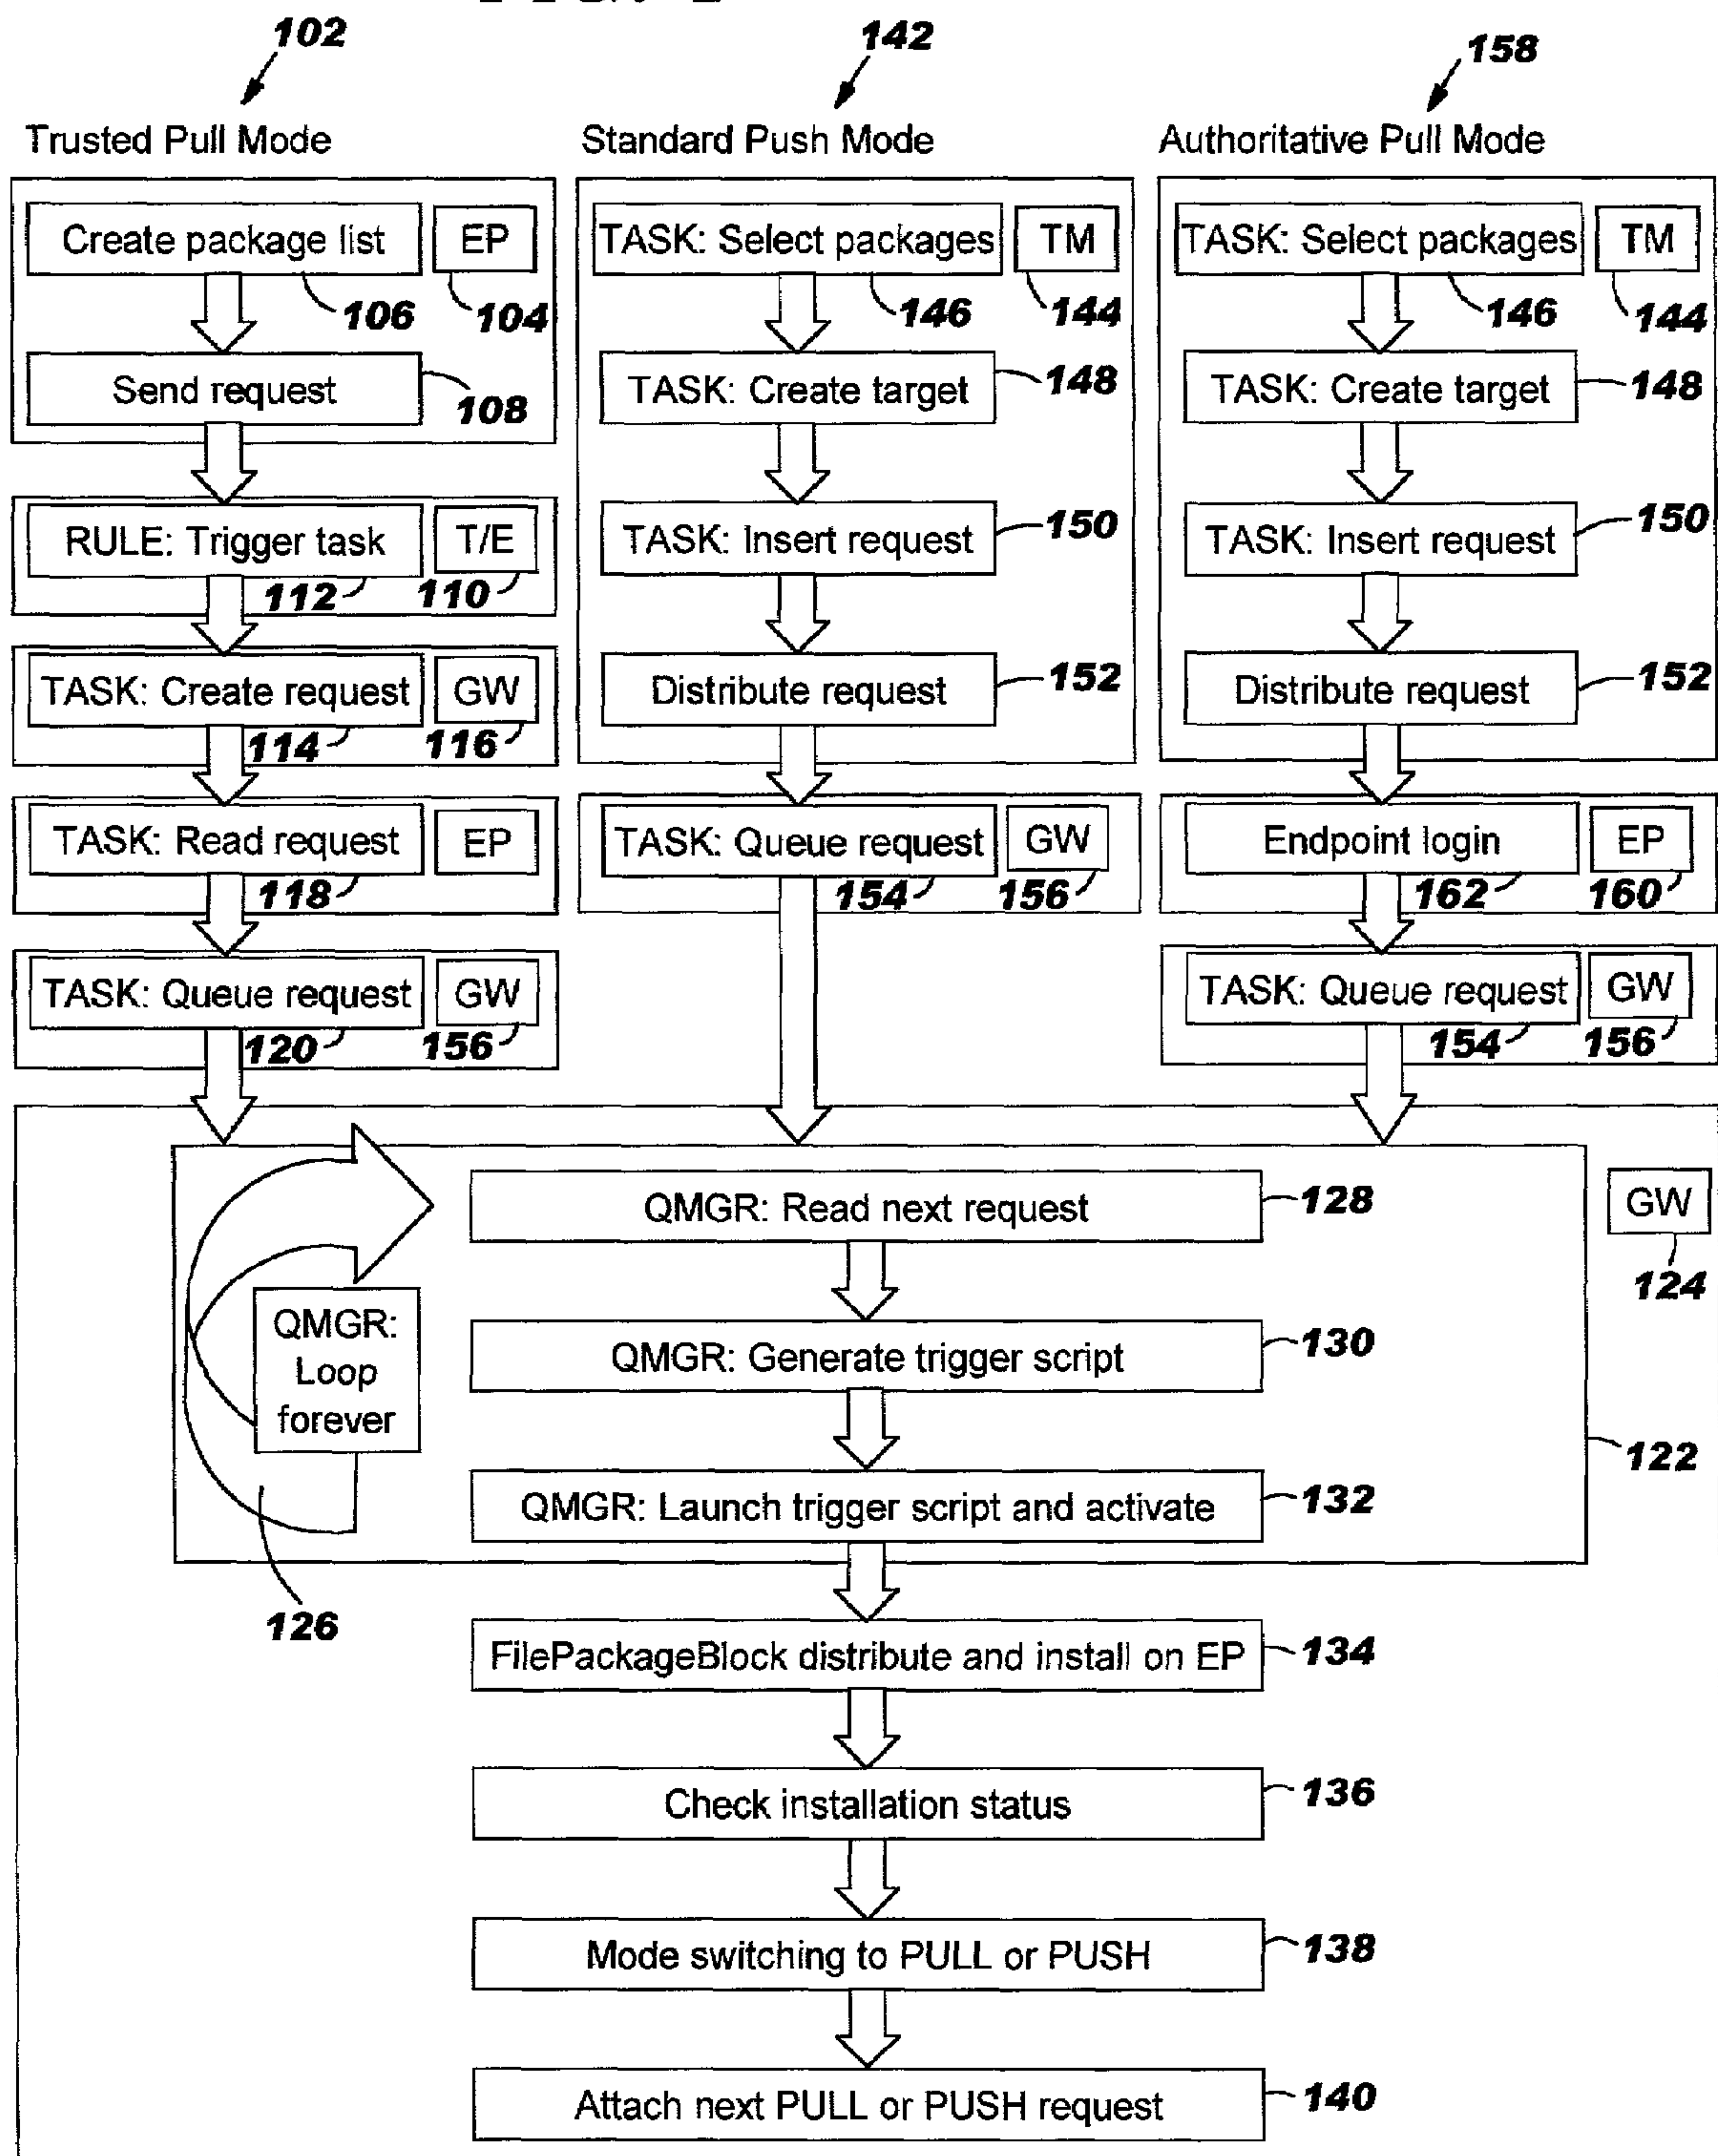 102
142
158
Trusted Pull Mode
Standard Push Mode
Authoritative Pull Mode
Create package list
EP
106
104
Send request
108
RULE: Trigger task
T/E
112
110
TASK: Create request
GW
114
116
TASK: Read request
EP
118
TASK: Queue request
GW
120
156
TASK: Select packages
TM
146
144
TASK: Create target
148
TASK: Insert request
150
Distribute request
152
TASK: Queue request
GW
154
156
TASK: Select packages
TM
146
144
TASK: Create target
148
TASK: Insert request
150
Distribute request
152
Endpoint login
EP
162
160
TASK: Queue request
GW
154
156
QMGR: Read next request
128
GW
124
QMGR:
Loop
forever
126
QMGR: Generate trigger script
130
122
QMGR: Launch trigger script and activate
132
FilePackageBlock distribute and install on EP
134
Check installation status
136
Mode switching to PULL or PUSH
138
Attach next PULL or PUSH request
140